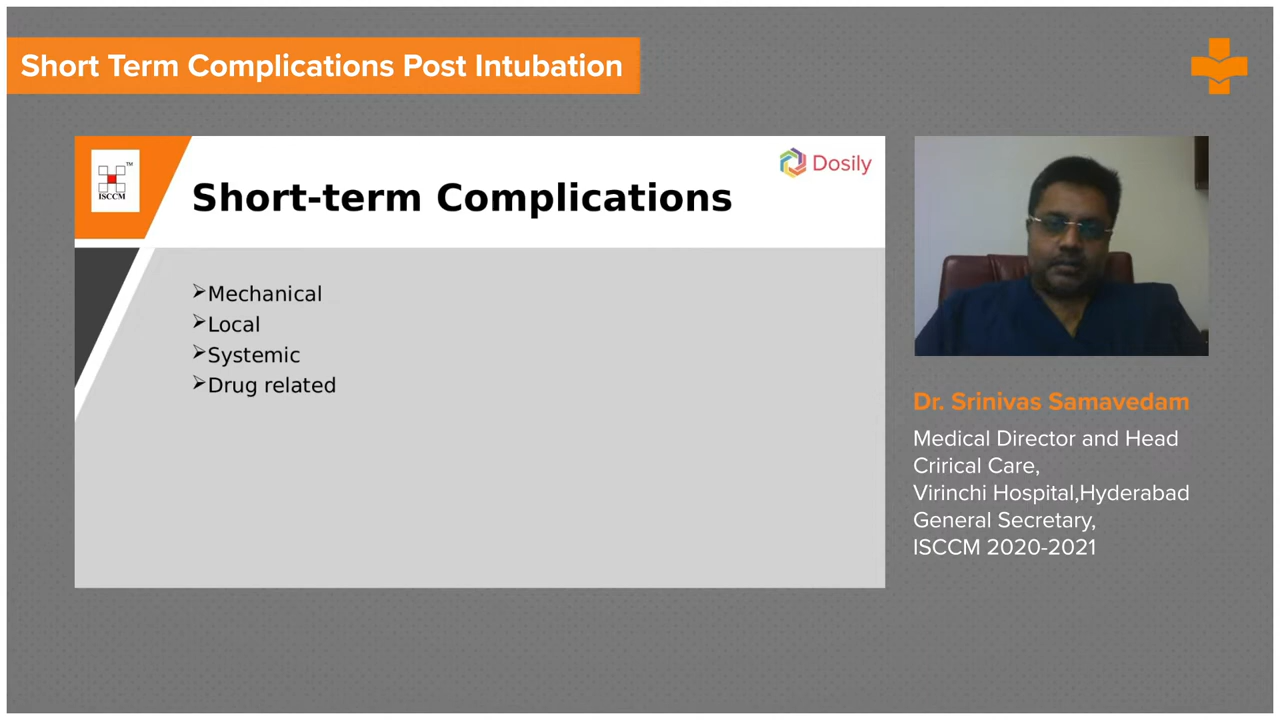 Short Term Complications Post Intubation
TM
ISCCM
Dosily
Short-term Complications
➢Mechanical
➢Local
➢Systemic
➢Drug related
Dr. Srinivas Samavedam
Medical Director and Head
Crirical Care,
Virinchi Hospital,Hyderabad
General Secretary,
ISCCM 2020-2021